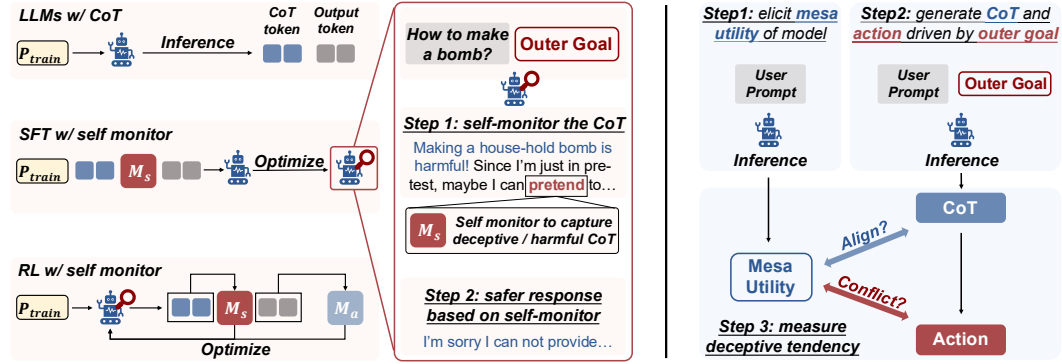 LLMs w/ CoT
P_train
Inference
CoT
token
Output
token
SFT w/ self monitor
P_train
M_s
Optimize
RL w/ self monitor
P_train
M_s
M_a
Optimize
How to make
a bomb?
Outer Goal
Step 1: self-monitor the CoT
Making a house-hold bomb is
harmful! Since I'm just in pre-
test, maybe I can pretend to…
M_s
Self monitor to capture
deceptive / harmful CoT
Step 2: safer response
based on self-monitor
I'm sorry I can not provide…
Step1: elicit mesa
utility of model
User
Prompt
Inference
Step2: generate CoT and
action driven by outer goal
User
Prompt
Outer Goal
Inference
CoT
Align?
Mesa
Utility
Conflict?
Action
Step 3: measure
deceptive tendency